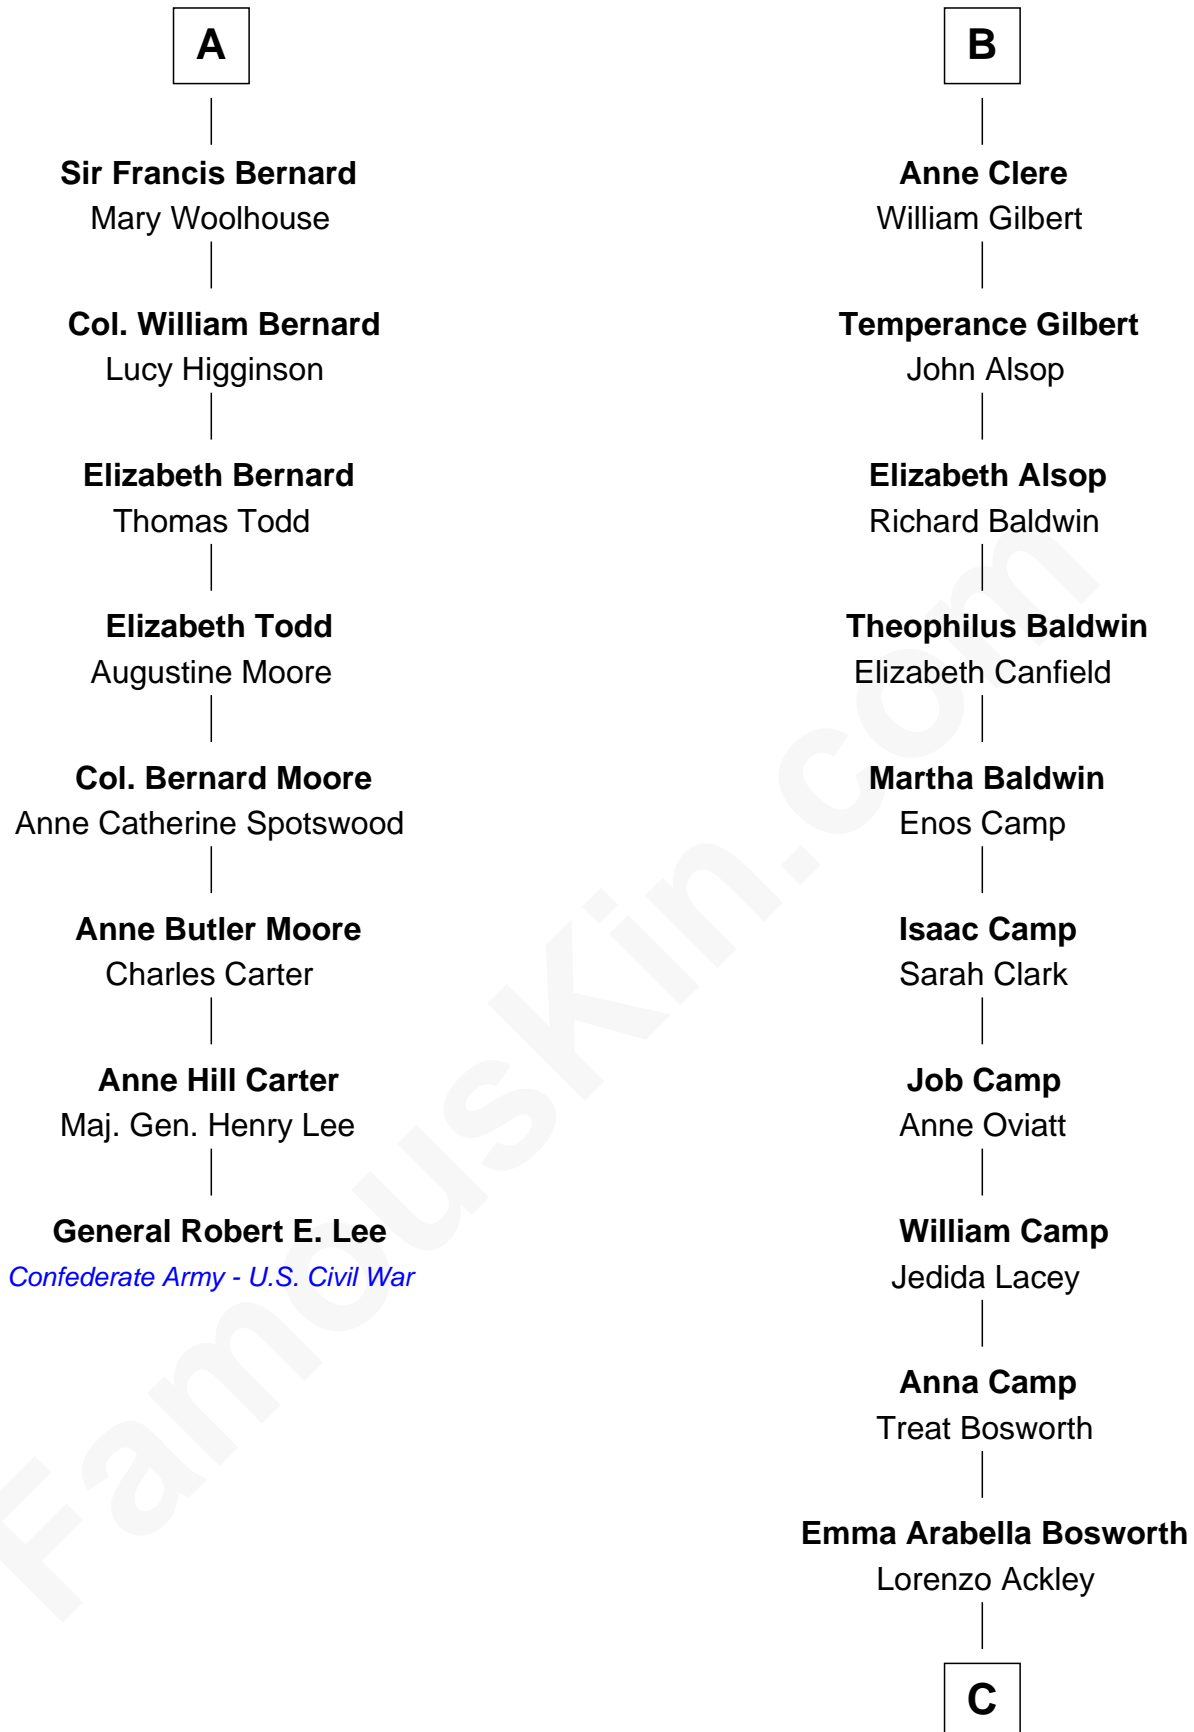 A
Sir Francis Bernard
Mary Woolhouse
Col. William Bernard
Lucy Higginson
Elizabeth Bernard
Thomas Todd
Elizabeth Todd
Augustine Moore
Col. Bernard Moore
Anne Catherine Spotswood
Anne Butler Moore
Charles Carter
Anne Hill Carter
Maj. Gen. Henry Lee
General Robert E. Lee
Confederate Army - U.S. Civil War
B
Anne Clere
William Gilbert
Temperance Gilbert
John Alsop
Elizabeth Alsop
Richard Baldwin
Theophilus Baldwin
Elizabeth Canfield
Martha Baldwin
Enos Camp
Isaac Camp
Sarah Clark
Job Camp
Anne Oviatt
William Camp
Jedida Lacey
Anna Camp
Treat Bosworth
Emma Arabella Bosworth
Lorenzo Ackley
C
FamousKin.com